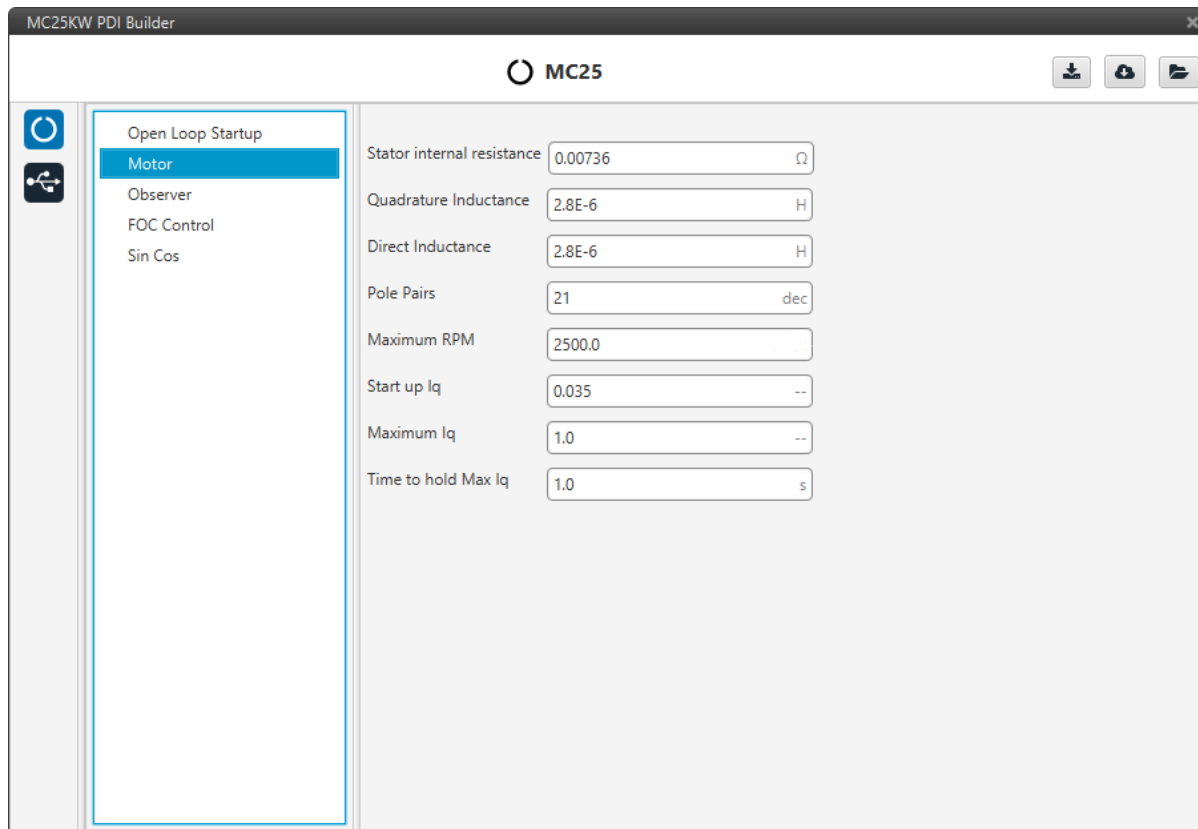 MC25KW PDI Builder
MC25
Open Loop Startup
Motor
Observer
FOC Control
Sin Cos
Stator internal resistance 0.00736 Ω
Quadrature Inductance 2.8E-6 H
Direct Inductance 2.8E-6 H
Pole Pairs 21 dec
Maximum RPM 2500.0
Start up Iq 0.035 --
Maximum Iq 1.0 --
Time to hold Max Iq 1.0 s